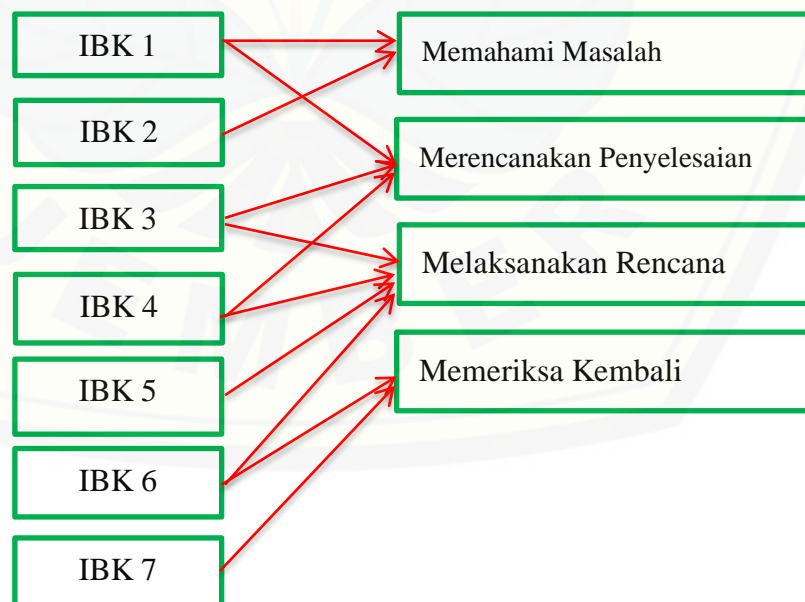 IBK 1
IBK 2
IBK 3
IBK 4
IBK 5
IBK 6
IBK 7
Memahami Masalah
Merencanakan Penyelesaian
Melaksanakan Rencana
Memeriksa Kembali